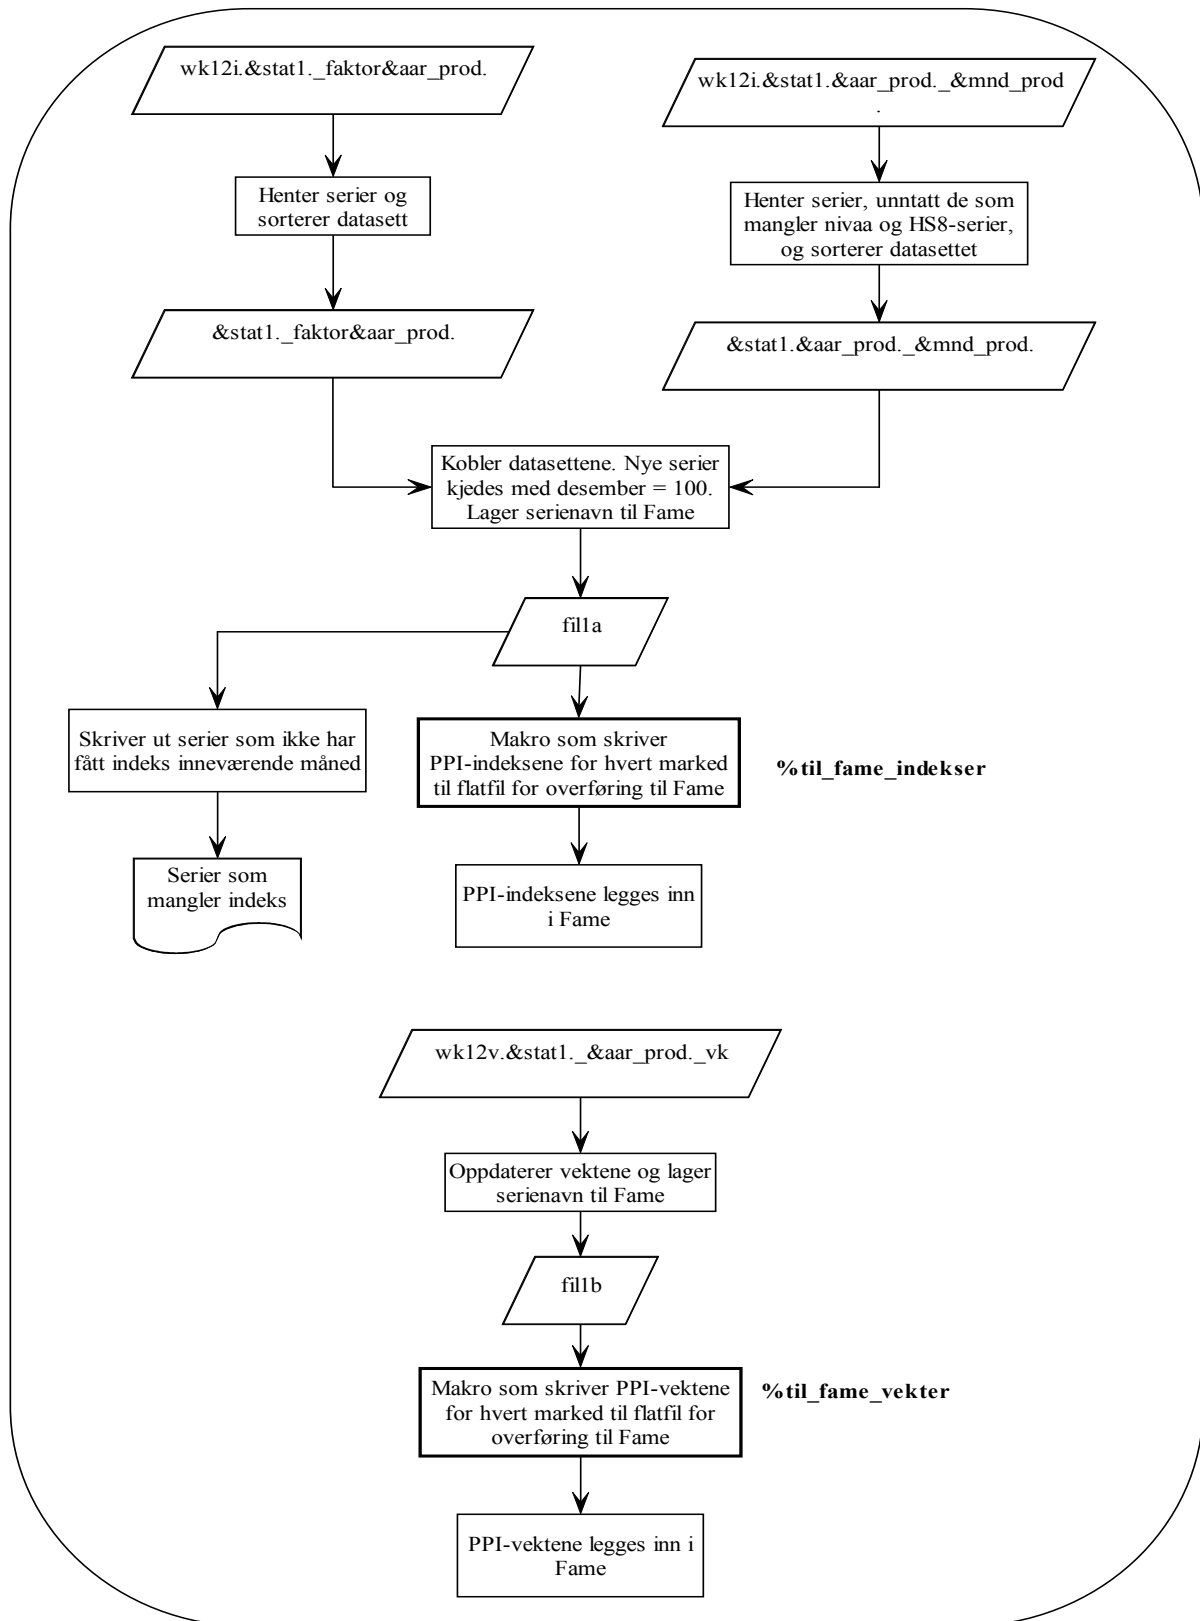 wk12i.&stat1._faktor&aar_prod.
wk12i.&stat1.&aar_prod._&mnd_prod
.
Henter serier og
sorterer datasett
Henter serier, unntatt de som
mangler nivaa og HS8-serier,
og sorterer datasettet
&stat1._faktor&aar_prod.
&stat1.&aar_prod._&mnd_prod.
Kobler datasettene. Nye serier
kjedes med desember = 100.
Lager serienavn til Fame
fil1a
Skriver ut serier som ikke har
fått indeks inneværende måned
Makro som skriver
PPI-indeksene for hvert marked
til flatfil for overføring til Fame
%til_fame_indekser
Serier som
mangler indeks
PPI-indeksene legges inn
i Fame
wk12v.&stat1._&aar_prod._vk
Oppdaterer vektene og lager
serienavn til Fame
fil1b
Makro som skriver PPI-vektene
for hvert marked til flatfil for
overføring til Fame
%til_fame_vekter
PPI-vektene legges inn i
Fame